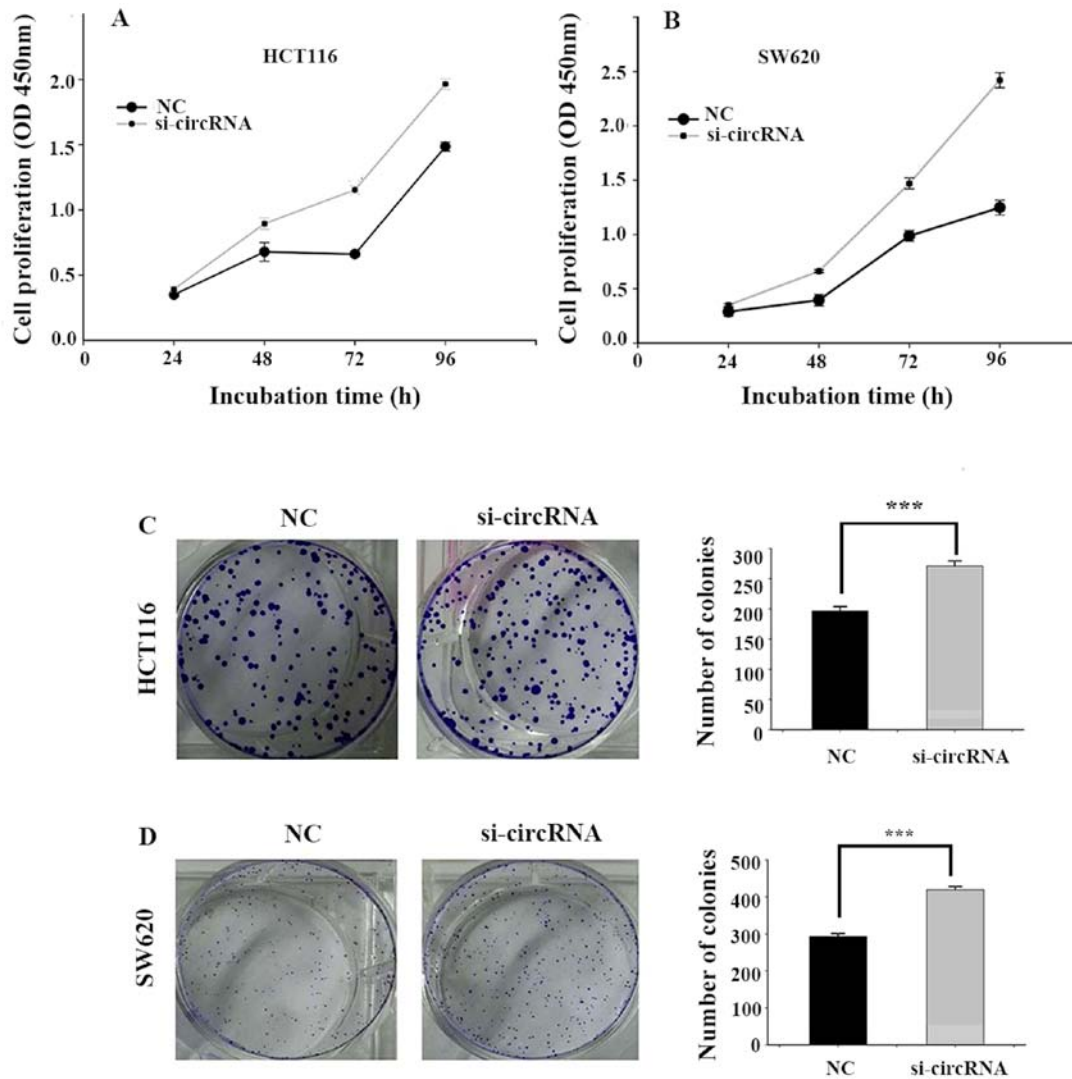 A
HCT116
Cell proliferation (OD 450nm)
2.0
1.5
1.0
0.5
0.0
NC
si-circRNA
0 24 48 72 96
Incubation time (h)
B
SW620
Cell proliferation (OD 450nm)
2.5
2.0
1.5
1.0
0.5
0.0
NC
si-circRNA
0 24 48 72 96
Incubation time (h)
C
NC si-circRNA
HCT116
***
Number of colonies
300
250
200
150
100
50
0
NC si-circRNA
D
NC si-circRNA
SW620
***
Number of colonies
500
400
300
200
100
0
NC si-circRNA